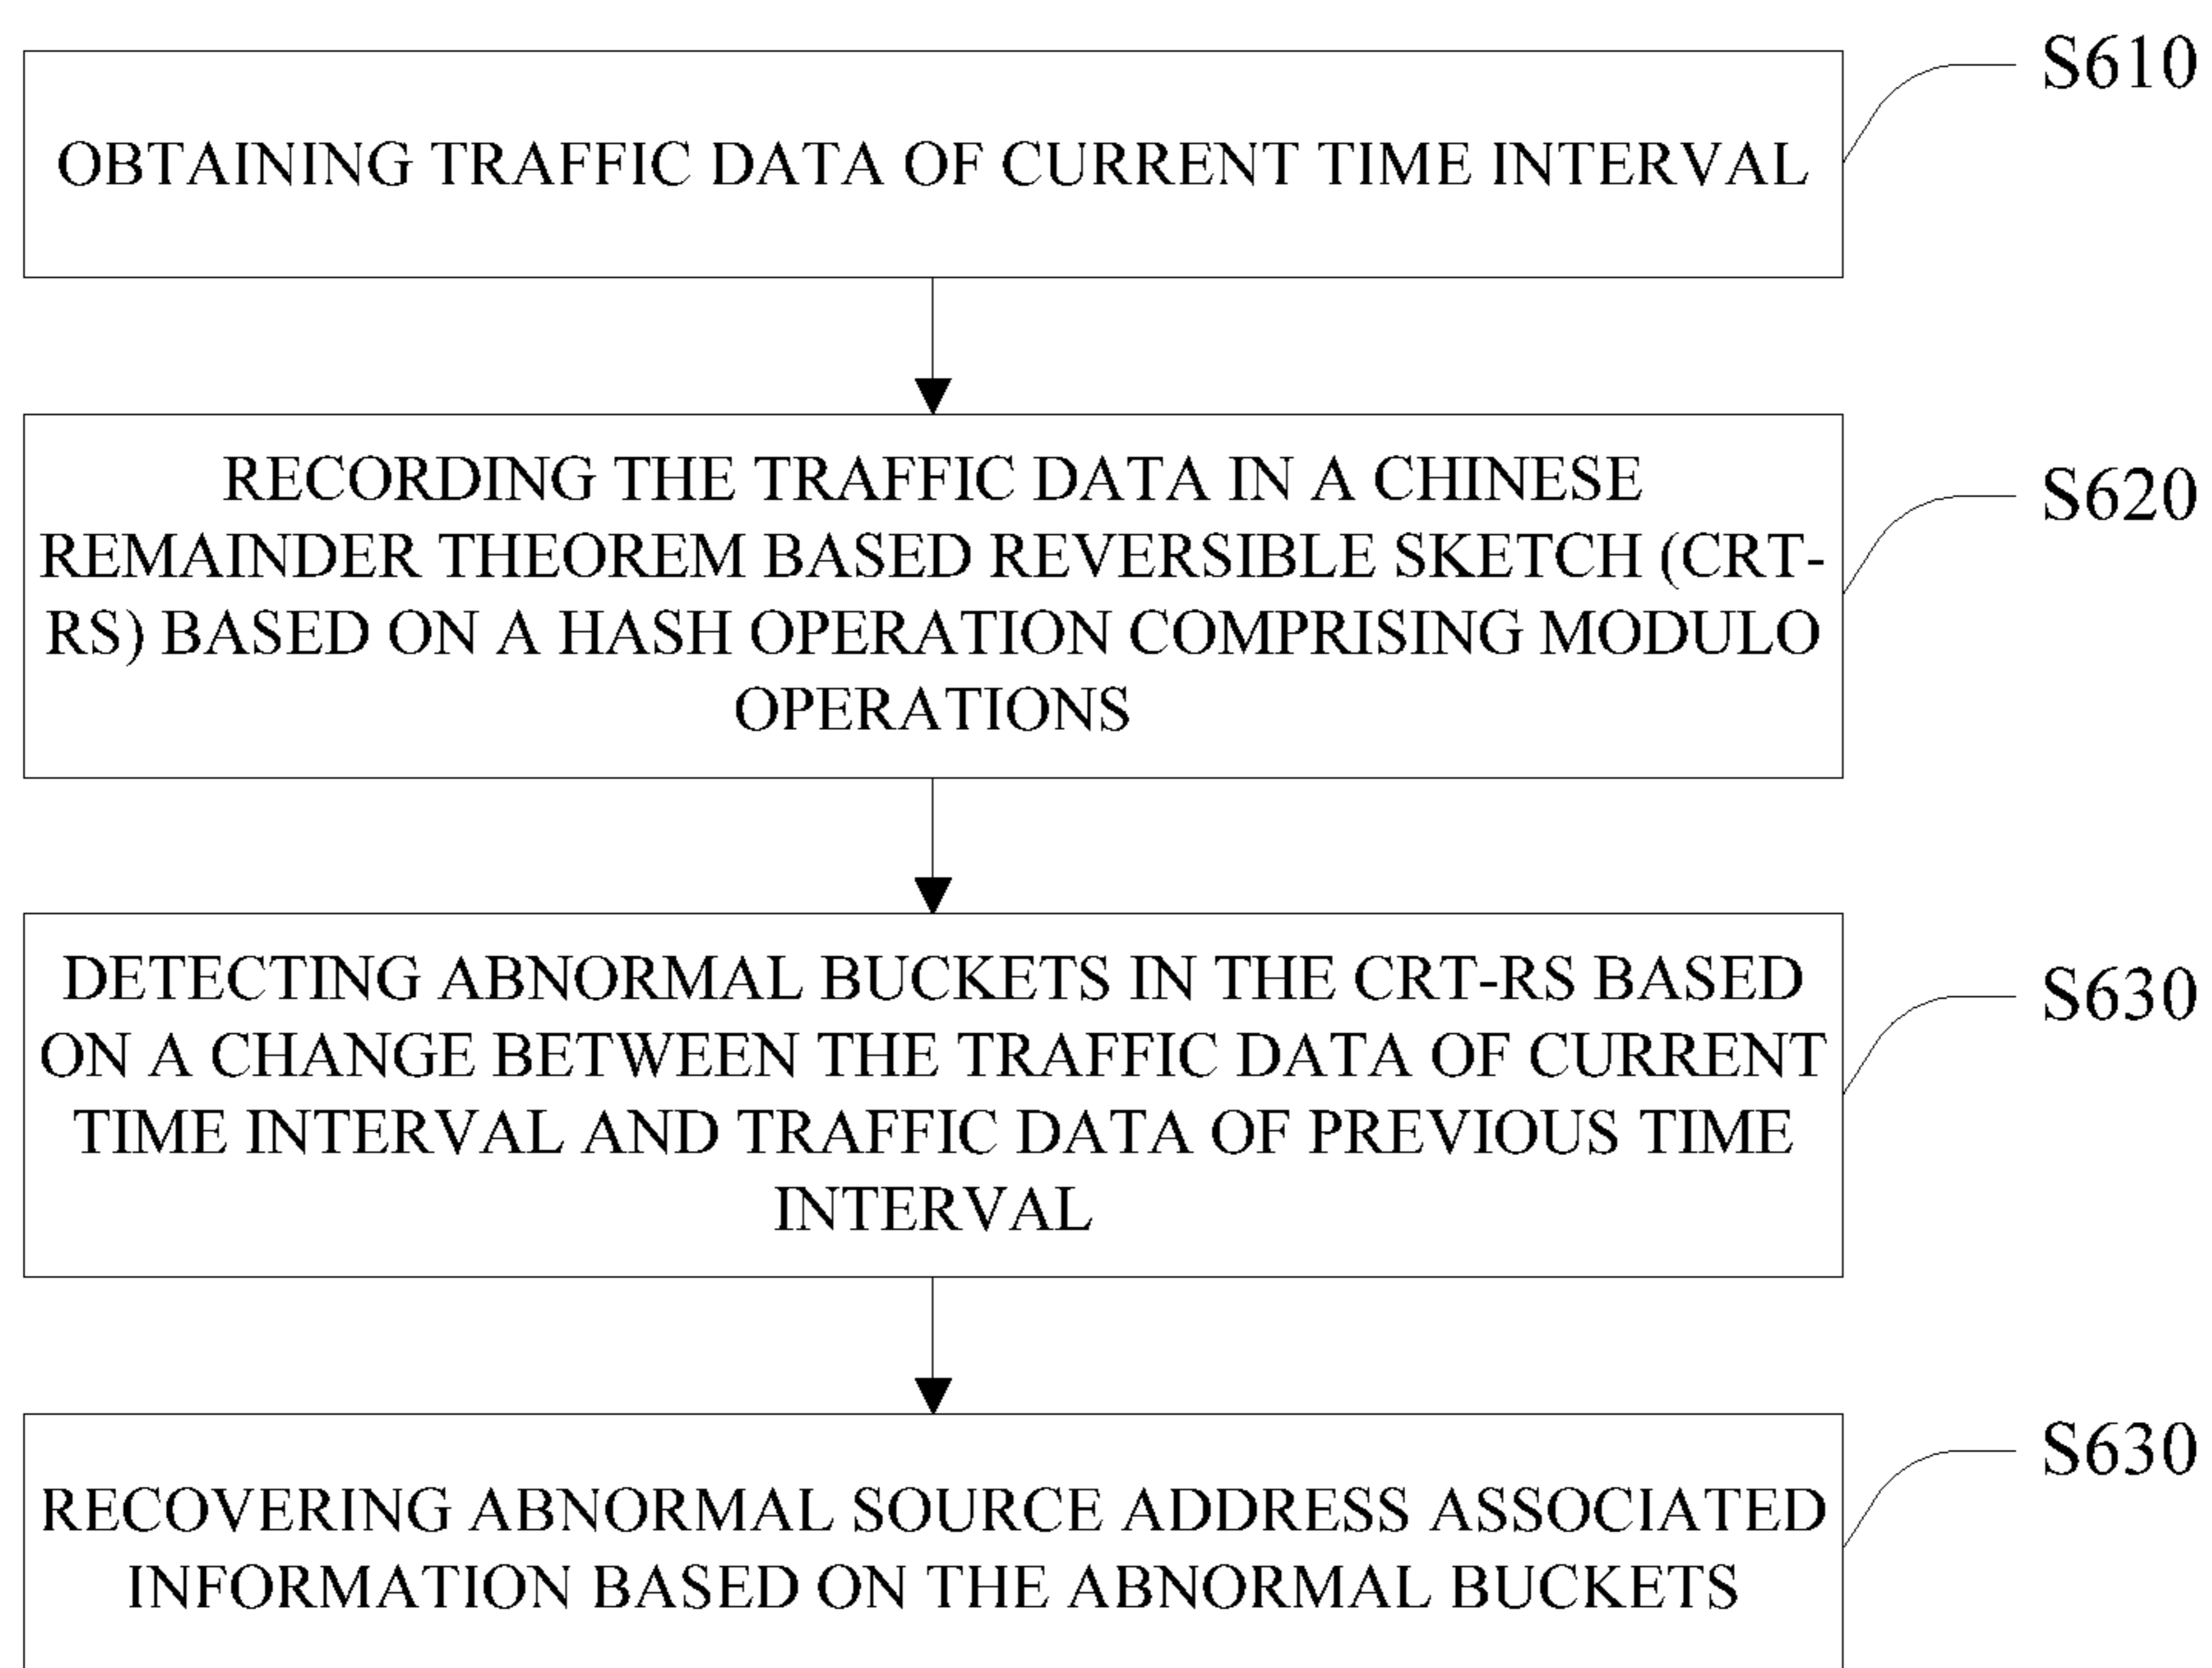 S610
OBTAINING TRAFFIC DATA OF CURRENT TIME INTERVAL
RECORDING THE TRAFFIC DATA IN A CHINESE
REMAINDER THEOREM BASED REVERSIBLE SKETCH (CRT-
RS) BASED ON A HASH OPERATION COMPRISING MODULO
OPERATIONS
S620
DETECTING ABNORMAL BUCKETS IN THE CRT-RS BASED
ON A CHANGE BETWEEN THE TRAFFIC DATA OF CURRENT
TIME INTERVAL AND TRAFFIC DATA OF PREVIOUS TIME
INTERVAL
S630
RECOVERING ABNORMAL SOURCE ADDRESS ASSOCIATED
INFORMATION BASED ON THE ABNORMAL BUCKETS
S630